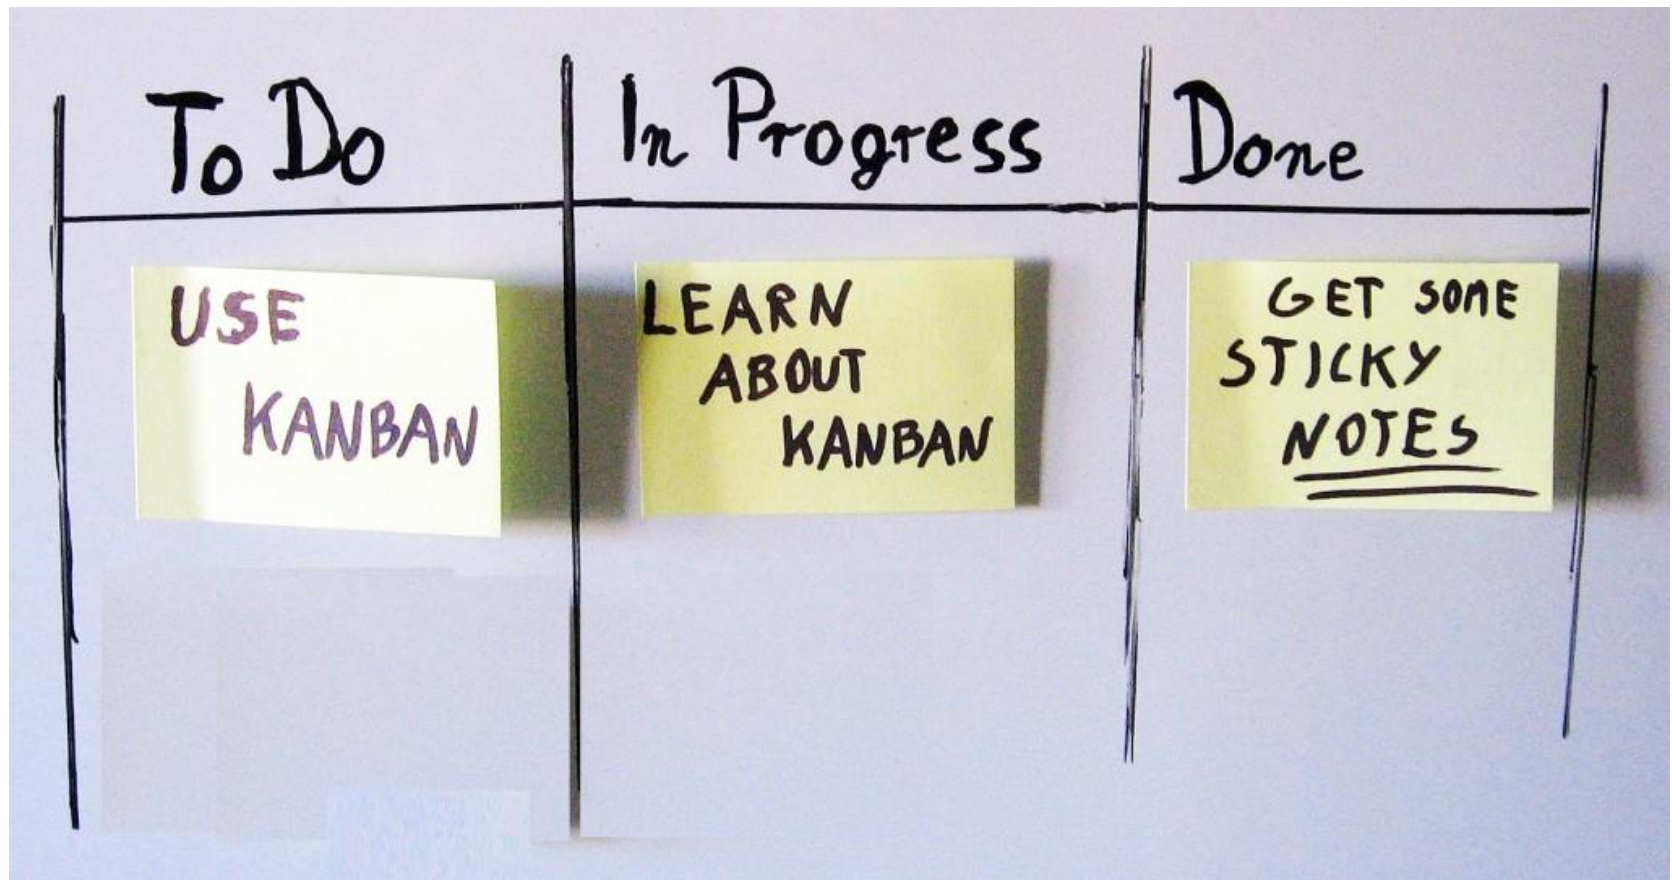 To Do
In Progress
Done
USE
KANBAN
LEARN
ABOUT
KANBAN
GET SOME
STICKY
NOTES